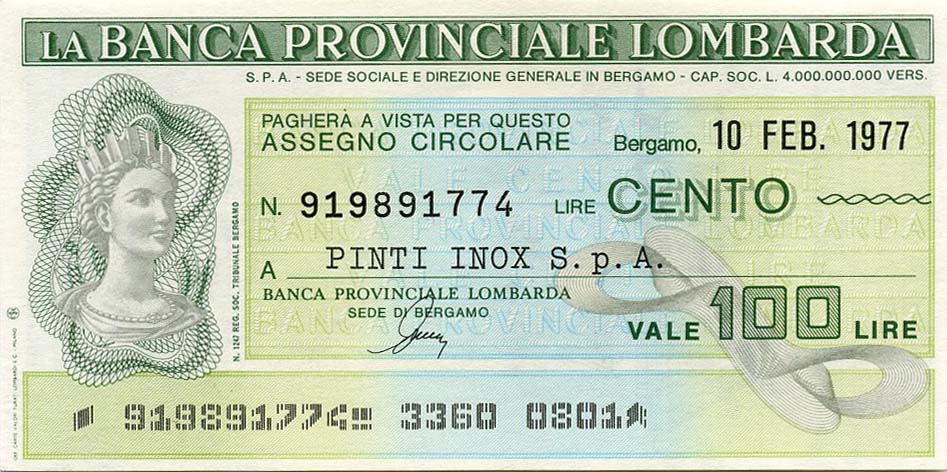 LA BANCA PROVINCIALE LOMBARDA
S.P.A. - SEDE SOCIALE E DIREZIONE GENERALE IN BERGAMO - CAP. SOC. L. 4.000.000.000 VERS.
PAGHERÀ A VISTA PER QUESTO
ASSEGNO CIRCOLARE Bergamo, 10 FEB. 1977
N. 919891774 LIRE CENTO
A PINTI INOX S.p.A.
BANCA PROVINCIALE LOMBARDA
SEDE DI BERGAMO
VALE 100 LIRE
N. 1247 REG. SOC. TRIBUNALE BERGAMO
919891774 3360 0801